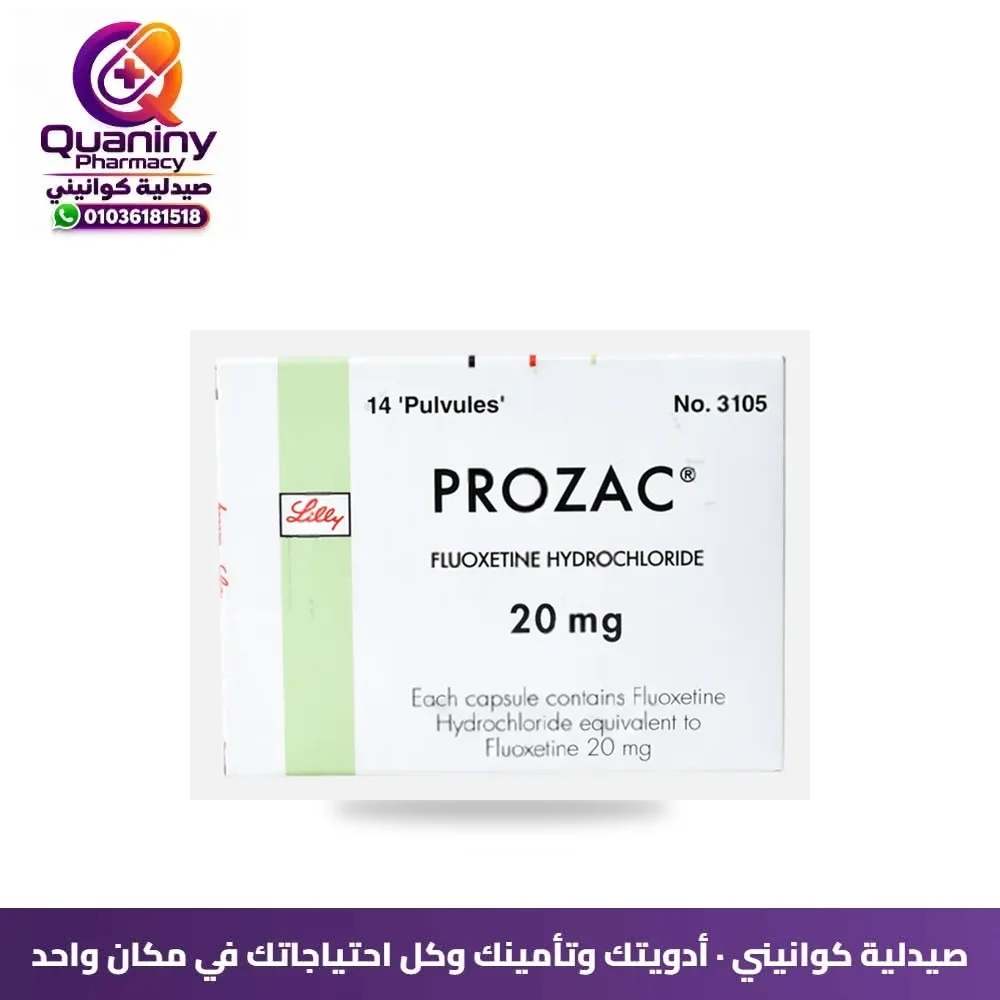 Quaniny
Pharmacy
صيدلية كوانيني
01036181518
14 'Pulvules'
No. 3105
PROZAC®
Lilly
FLUOXETINE HYDROCHLORIDE
20 mg
Each capsule contains Fluoxetine
Hydrochloride equivalent to
Fluoxetine 20 mg
صيدلية كوانيني · أدويتك وتأمينك وكل احتياجاتك في مكان واحد